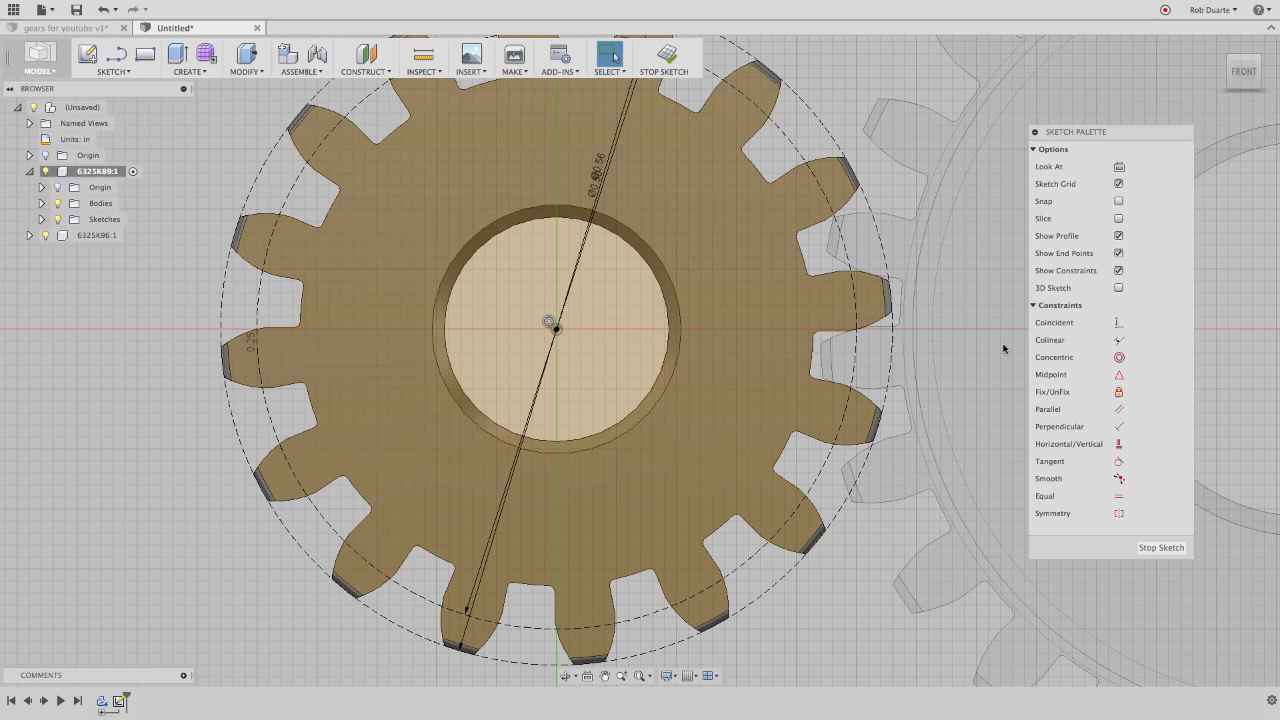 Rob Duarte
gears for youtube v1*
Untitled*
MODEL
SKETCH
CREATE
MODIFY
ASSEMBLE
CONSTRUCT
INSPECT
INSERT
MAKE
ADD-INS
SELECT
STOP SKETCH
BROWSER
(Unsaved)
Named Views
Units: in
Origin
6325K89:1
Origin
Bodies
Sketches
6325K96:1
FRONT
SKETCH PALETTE
Options
Look At
Sketch Grid
Snap
Slice
Show Profile
Show End Points
Show Constraints
3D Sketch
Constraints
Coincident
Colinear
Concentric
Midpoint
Fix/UnFix
Parallel
Perpendicular
Horizontal/Vertical
Tangent
Smooth
Equal
Symmetry
Stop Sketch
COMMENTS